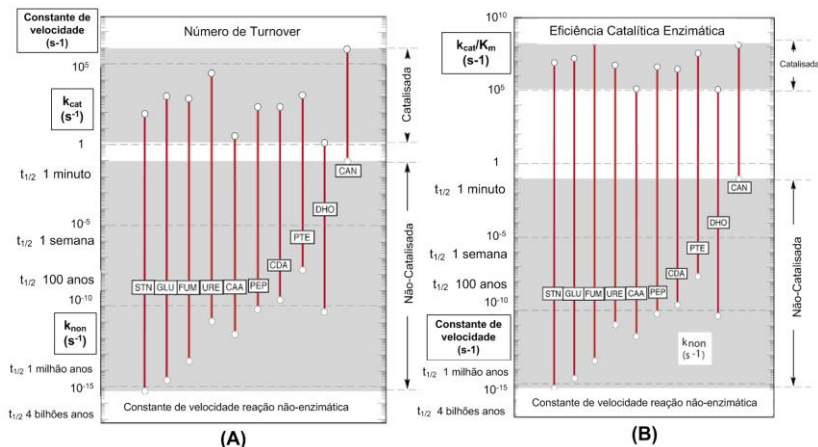 Constante de
velocidade
(s-1)
Número de Turnover
10⁵
kcat
(s⁻¹)
1
t1/2 1 minuto
10⁻⁵
t1/2 1 semana
t1/2 100 anos
10⁻¹⁰
knon
(s⁻¹)
t1/2 1 milhão anos
10⁻¹⁵
t1/2 4 bilhões anos
STN
GLU
FUM
URE
CAA
PEP
CDA
PTE
DHO
CAN
Catalisada
Não-Catalisada
Constante de velocidade reação não-enzimática
(A)
10¹⁰
Eficiência Catalítica Enzimática
kcat/Km
(s-1)
10⁵
1
t1/2 1 minuto
10⁻⁵
t1/2 1 semana
t1/2 100 anos
10⁻¹⁰
Constante de
velocidade
(s-1)
t1/2 1 milhão anos
10⁻¹⁵
t1/2 4 bilhões anos
STN
GLU
FUM
URE
CAA
PEP
CDA
PTE
DHO
CAN
knon
(s-1)
Catalisada
Não-Catalisada
Constante de velocidade reação não-enzimática
(B)